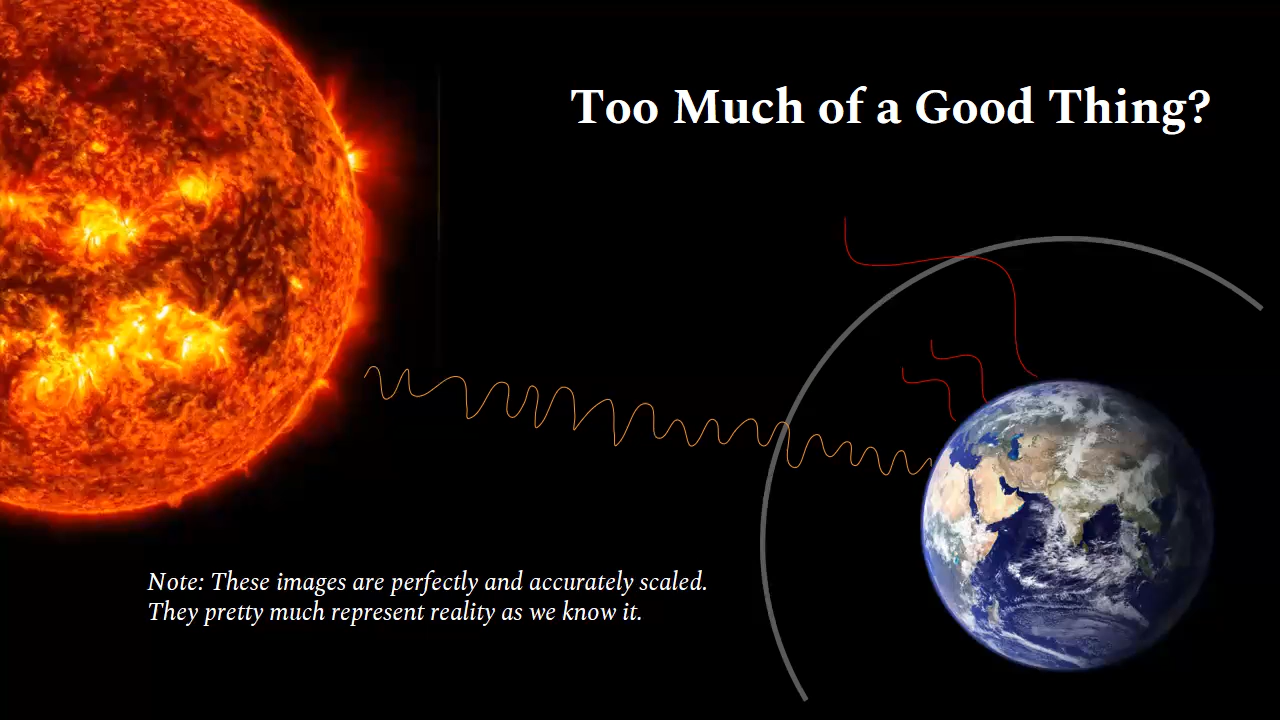 Too Much of a Good Thing?
Note: These images are perfectly and accurately scaled.
They pretty much represent reality as we know it.